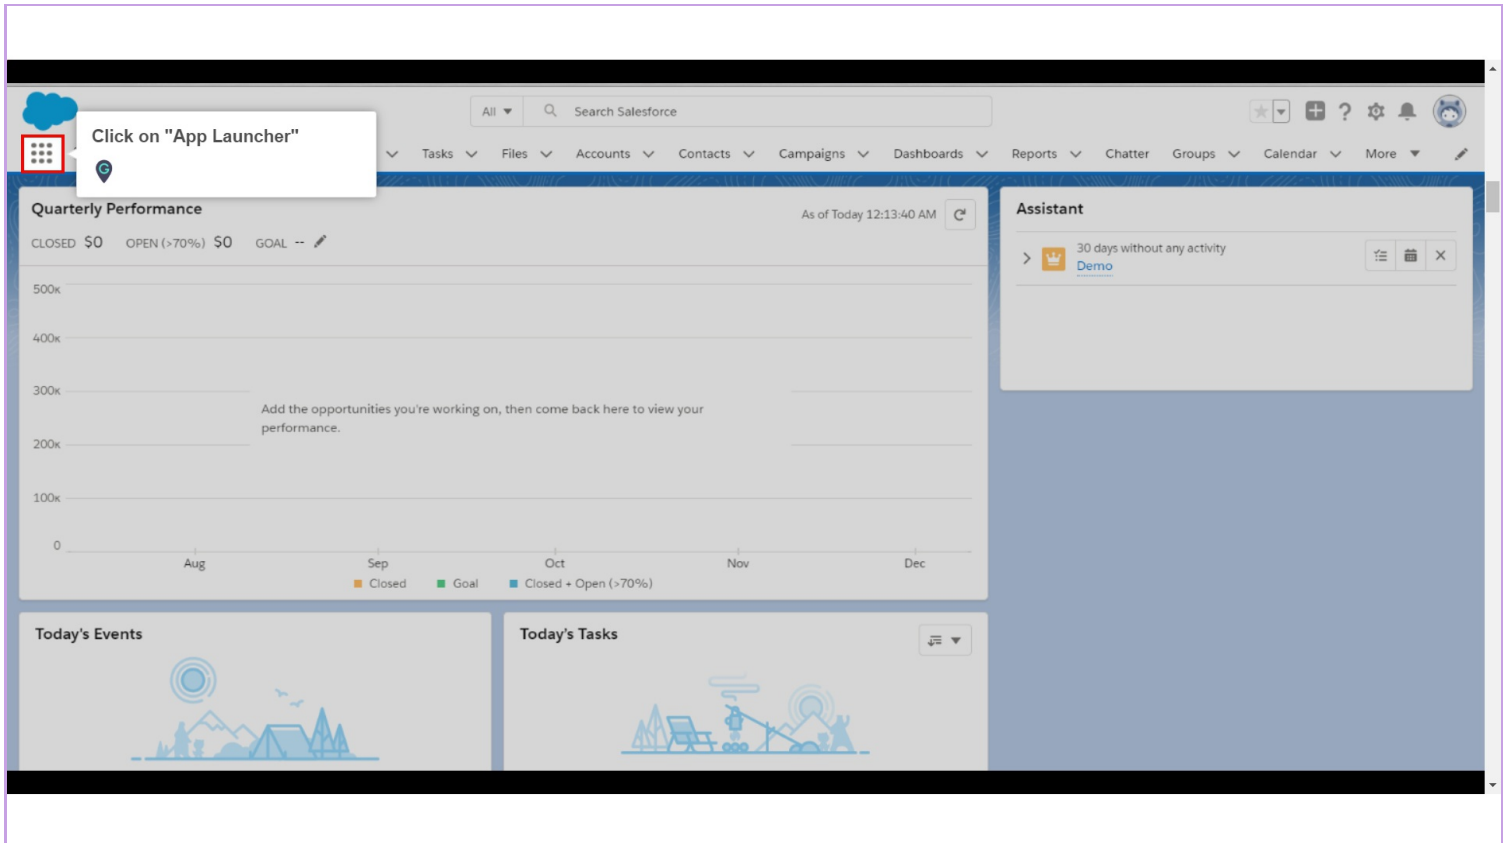 All
Search Salesforce
Click on "App Launcher"
G
Tasks Files Accounts Contacts Campaigns Dashboards Reports Chatter Groups Calendar More
Quarterly Performance
As of Today 12:13:40 AM
CLOSED $0 OPEN (>70%) $0 GOAL --
500K
400K
300K
200K
100K
0
Add the opportunities you're working on, then come back here to view your
performance.
Aug Sep Oct Nov Dec
Closed Goal Closed + Open (>70%)
Assistant
30 days without any activity
Demo
Today's Events
Today's Tasks